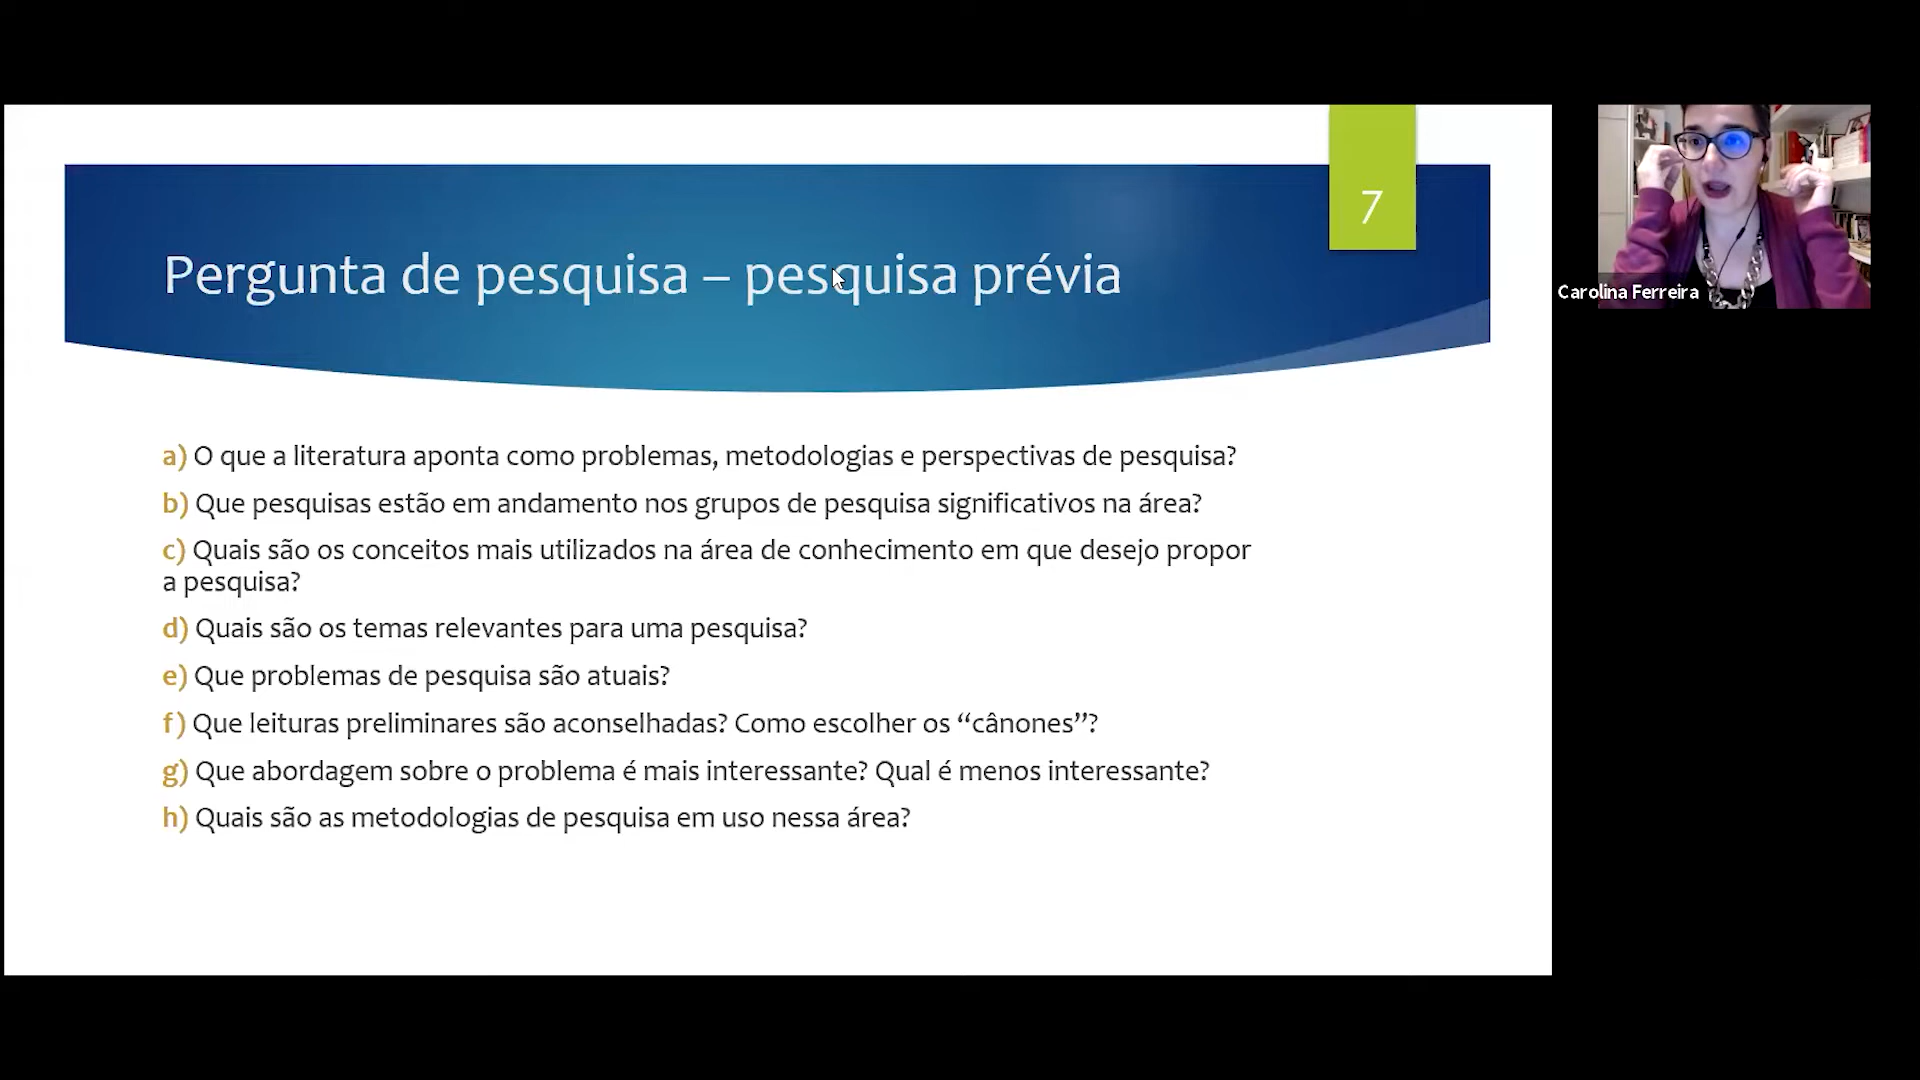 7
Pergunta de pesquisa – pesquisa prévia
Carolina Ferreira
a) O que a literatura aponta como problemas, metodologias e perspectivas de pesquisa?
b) Que pesquisas estão em andamento nos grupos de pesquisa significativos na área?
c) Quais são os conceitos mais utilizados na área de conhecimento em que desejo propor
a pesquisa?
d) Quais são os temas relevantes para uma pesquisa?
e) Que problemas de pesquisa são atuais?
f) Que leituras preliminares são aconselhadas? Como escolher os “cânones”?
g) Que abordagem sobre o problema é mais interessante? Qual é menos interessante?
h) Quais são as metodologias de pesquisa em uso nessa área?